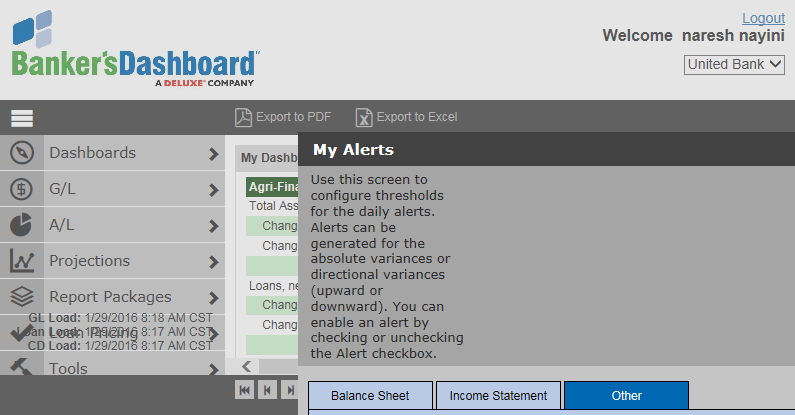 Logout
Welcome naresh nayini
Banker'sDashboard™
A DELUXE® COMPANY
United Bank
Export to PDF
Export to Excel
Dashboards
G/L
A/L
Projections
Report Packages
Loan Pricing
Tools
GL Load: 1/29/2016 8:18 AM CST
Loan Load: 1/29/2016 8:17 AM CST
CD Load: 1/29/2016 8:17 AM CST
My Dashb
Agri-Fina
Total Ass
Chang
Chang
Loans, ne
Chang
Chang
My Alerts
Use this screen to
configure thresholds
for the daily alerts.
Alerts can be
generated for the
absolute variances or
directional variances
(upward or
downward). You can
enable an alert by
checking or unchecking
the Alert checkbox.
Balance Sheet
Income Statement
Other